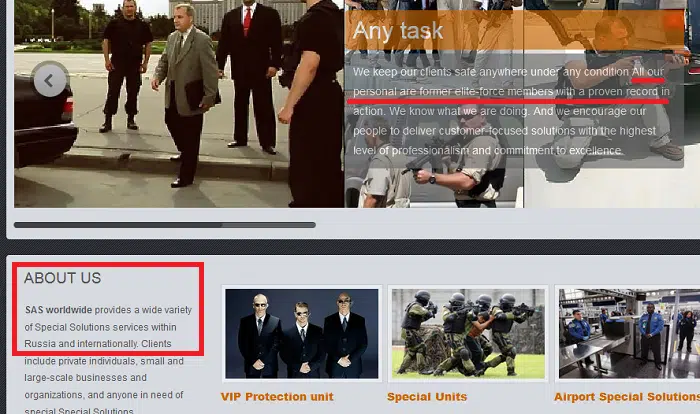 Any task
We keep our clients safe anywhere under any condition All our
personal are former elite-force members with a proven record in
action. We know what we are doing. And we encourage our
people to deliver customer-focused solutions with the highest
level of professionalism and commitment to excellence
ABOUT US
SAS worldwide provides a wide variety
of Special Solutions services within
Russia and internationally. Clients
include private individuals, small and
large-scale businesses and
organizations, and anyone in need of
special Special Solutions
VIP Protection unit
Special Units
Airport Special Solutions